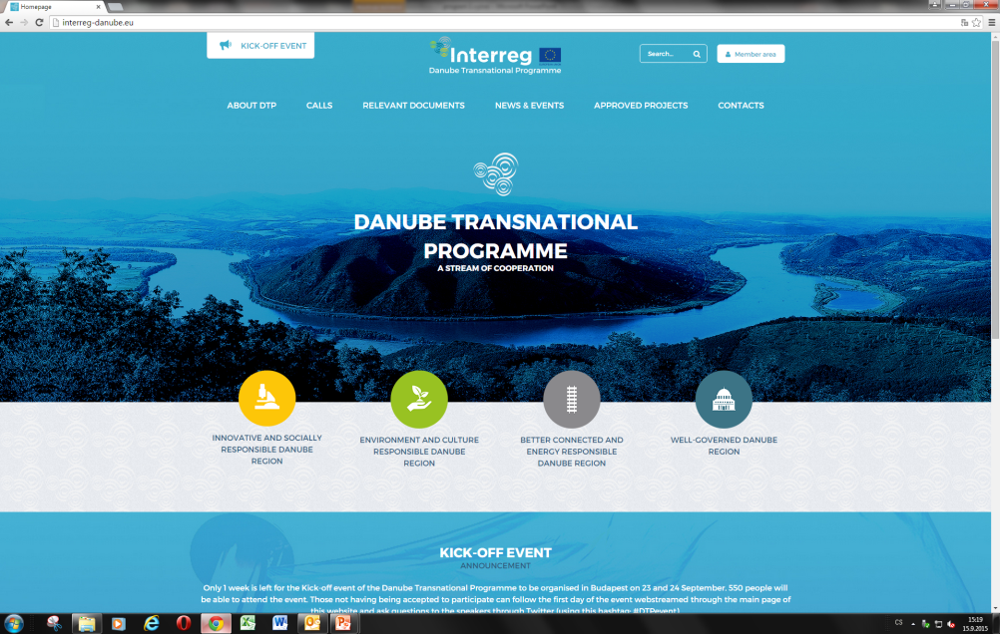 Homepage
interreg-danube.eu
KICK-OFF EVENT
Interreg
Danube Transnational Programme
Search...
Member area
ABOUT DTP
CALLS
RELEVANT DOCUMENTS
NEWS & EVENTS
APPROVED PROJECTS
CONTACTS
DANUBE TRANSNATIONAL
PROGRAMME
A STREAM OF COOPERATION
INNOVATIVE AND SOCIALLY
RESPONSIBLE DANUBE
REGION
ENVIRONMENT AND CULTURE
RESPONSIBLE DANUBE
REGION
BETTER CONNECTED AND
ENERGY RESPONSIBLE
DANUBE REGION
WELL-GOVERNED DANUBE
REGION
KICK-OFF EVENT
ANNOUNCEMENT
Only 1 week is left for the Kick-off event of the Danube Transnational Programme to be organised in Budapest on 23 and 24 September. 550 people will
be able to attend the event. Those not having being accepted to participate can follow the first day of the event webstreamed through the main page of
this website and ask questions to the speakers through Twitter (using this hashtag: #DTPevent)
CS
15:19
15.9.2015